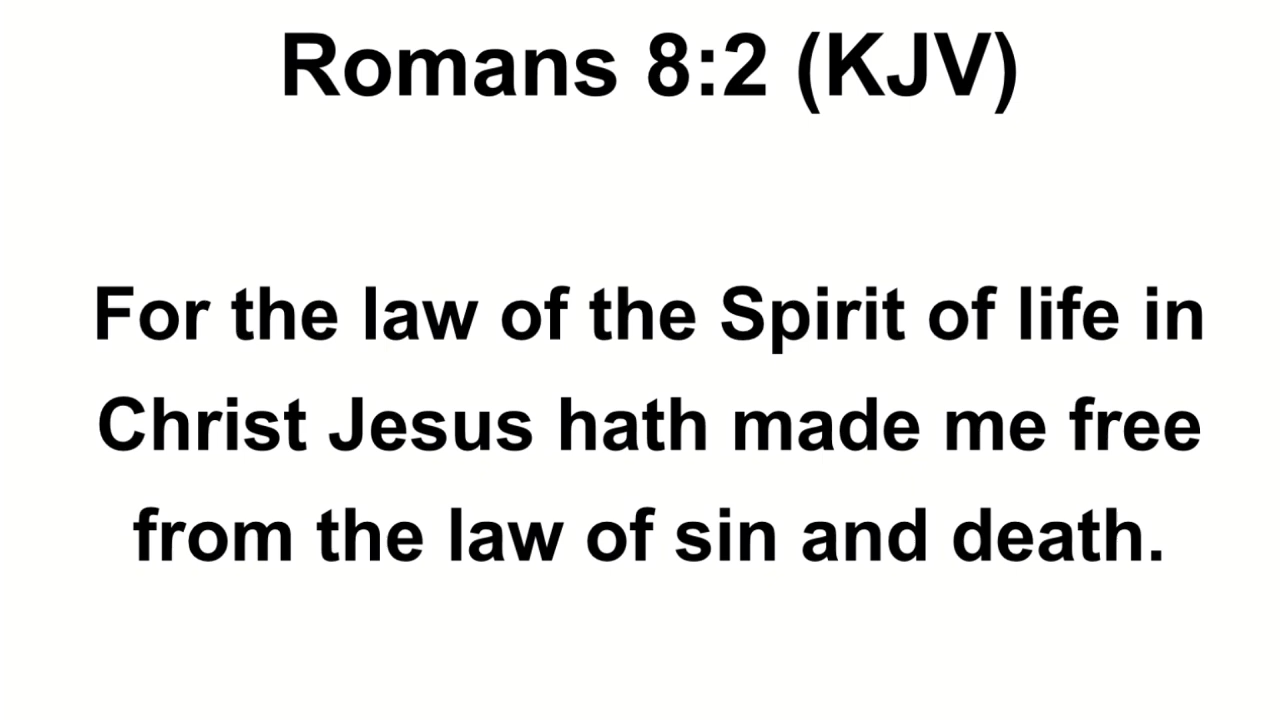 Romans 8:2 (KJV)
For the law of the Spirit of life in
Christ Jesus hath made me free
from the law of sin and death.